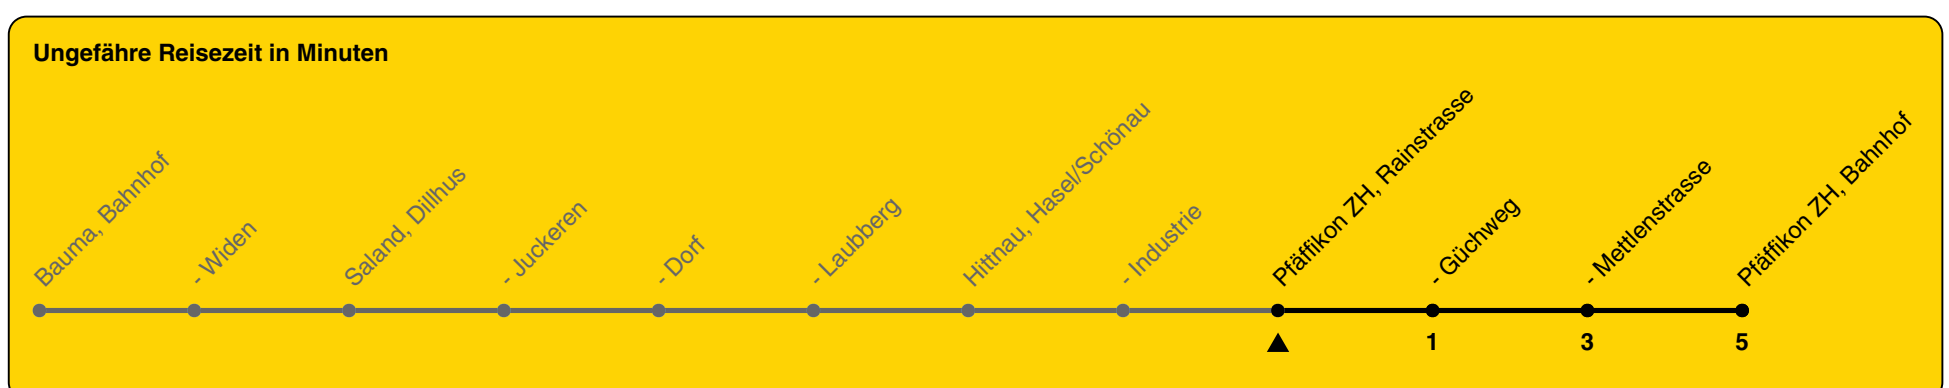 Ungefähre Reisezeit in Minuten
Bauma, Bahnhof
- Widen
Saland, Dillhus
- Juckeren
- Dorf
- Laubberg
Hittnau, Hasel/Schönau
- Industrie
Pfäffikon ZH, Rainstrasse
- Güchweg
- Mettlenstrasse
Pfäffikon ZH, Bahnhof
1
3
5